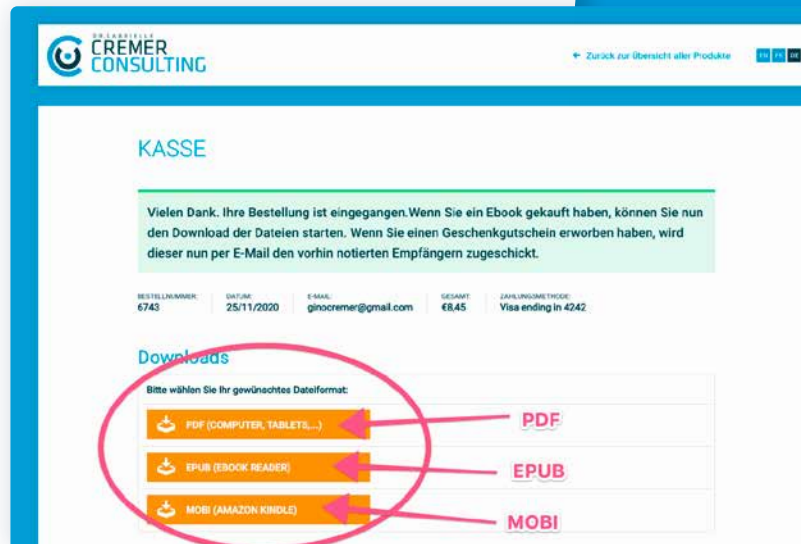 DR. GABRIELLE
CREMER
CONSULTING
← Zurück zur Übersicht aller Produkte
EN
FR
DE
KASSE
Vielen Dank. Ihre Bestellung ist eingegangen.Wenn Sie ein Ebook gekauft haben, können Sie nun
den Download der Dateien starten. Wenn Sie einen Geschenkgutschein erworben haben, wird
dieser nun per E-Mail den vorhin notierten Empfängern zugeschickt.
BESTELLNUMMER: DATUM: E-MAIL: GESAMT: ZAHLUNGSMETHODE:
6743 25/11/2020 ginocremer@gmail.com €8,45 Visa ending in 4242
Downloads
Bitte wählen Sie Ihr gewünschtes Dateiformat:
PDF (COMPUTER, TABLETS,...) PDF
EPUB (EBOOK READER) EPUB
MOBI (AMAZON KINDLE) MOBI